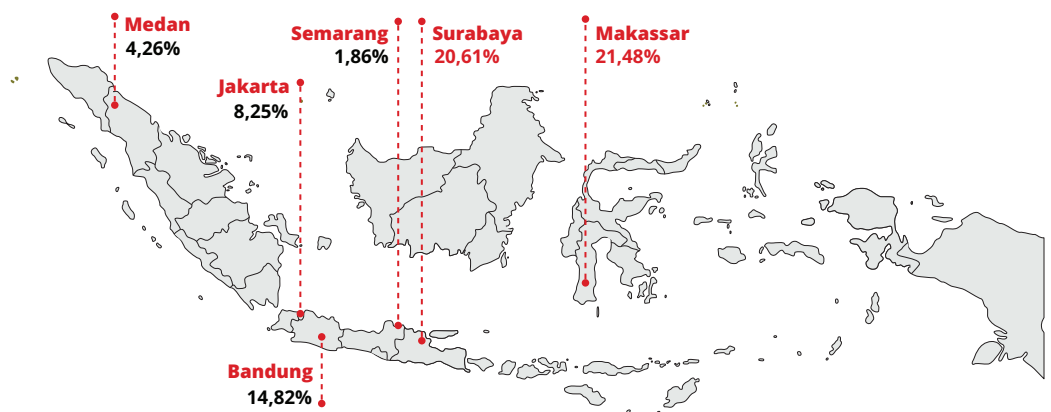 Medan
4,26%
Jakarta
8,25%
Semarang
1,86%
Surabaya
20,61%
Makassar
21,48%
Bandung
14,82%